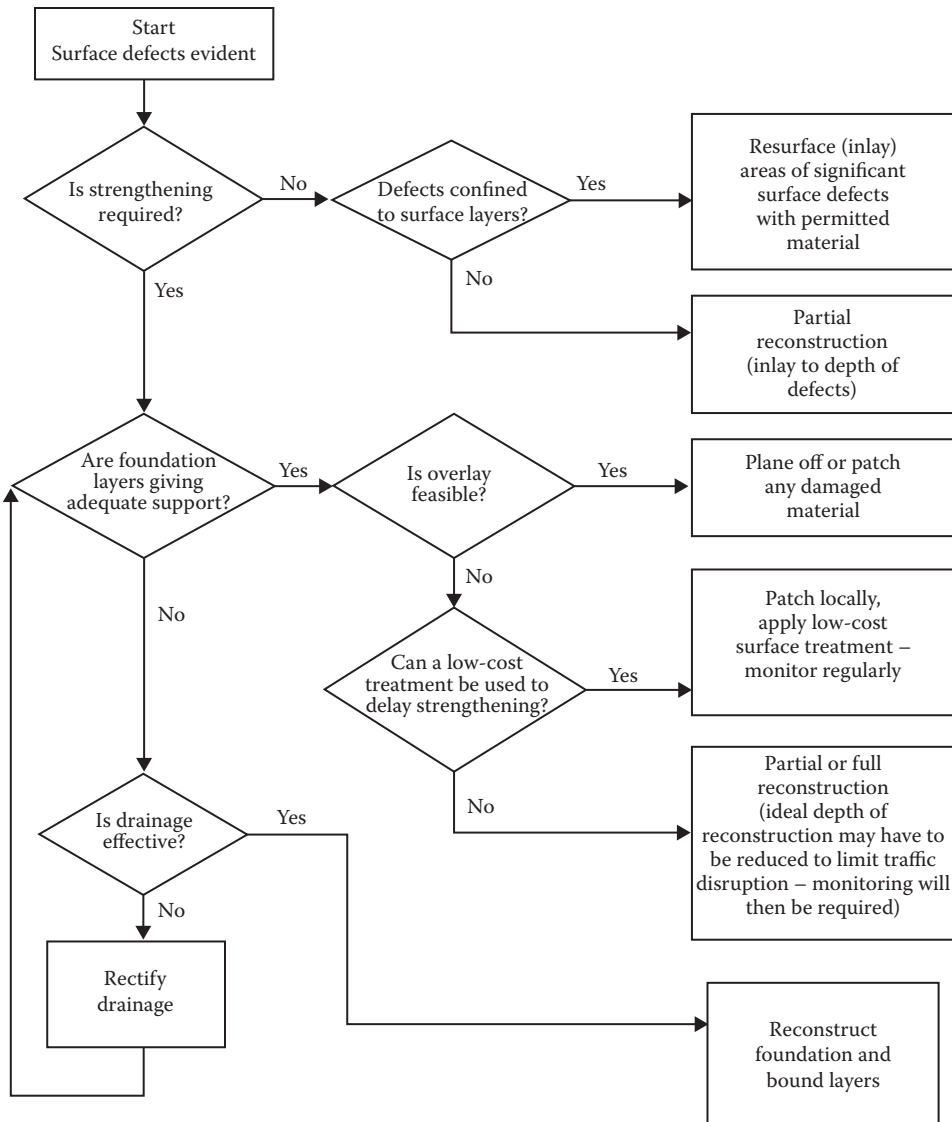 Start
Surface defects evident
Is strengthening
required?
No
Defects confined
to surface layers?
Yes
Resurface (inlay)
areas of significant
surface defects
with permitted
material
No
Yes
Partial
reconstruction
(inlay to depth of
defects)
Are foundation
layers giving
adequate support?
Yes
Is overlay
feasible?
Yes
Plane off or patch
any damaged
material
No
No
Patch locally,
apply low-cost
surface treatment –
monitor regularly
Can a low-cost
treatment be used to
delay strengthening?
Yes
Partial or full
reconstruction
(ideal depth of
reconstruction may have to
be reduced to limit traffic
disruption – monitoring will
then be required)
No
Is drainage
effective?
Yes
No
Rectify
drainage
Reconstruct
foundation and
bound layers